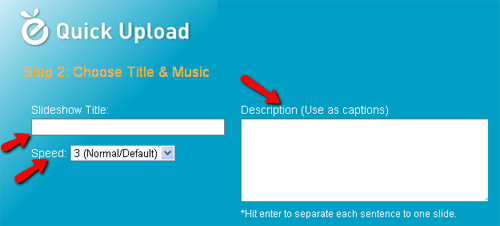 Quick Upload
Step 2: Choose Title & Music
Slideshow Title:
Speed: 3 (Normal/Default)
Description (Use as captions)
*Hit enter to separate each sentence to one slide.